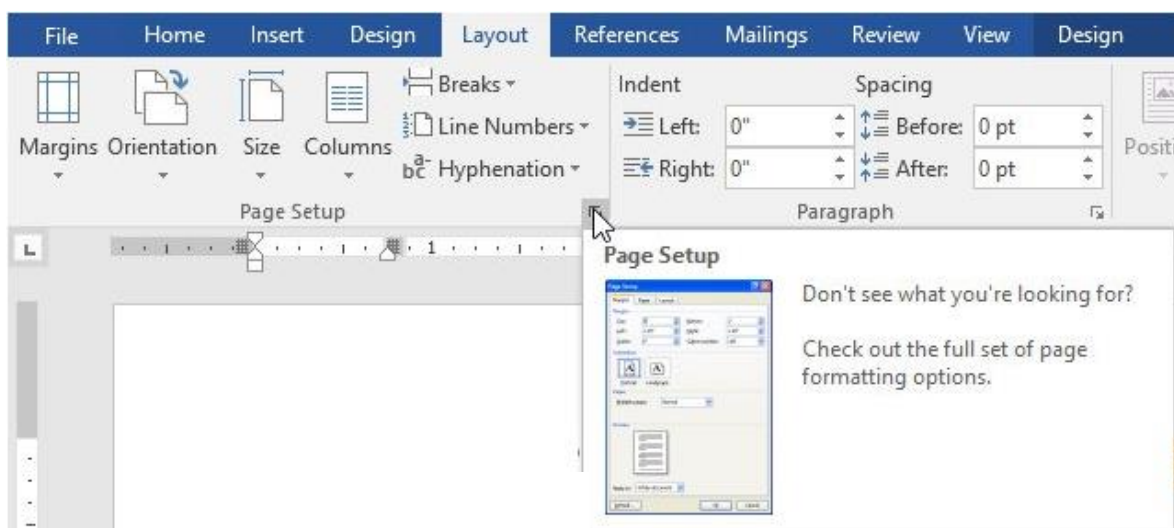 File Home Insert Design Layout References Mailings Review View Design
Breaks Indent Spacing
Line Numbers Left: 0" Before: 0 pt
Margins Orientation Size Columns
Hyphenation Right: 0" After: 0 pt
Page Setup Paragraph
L 1
Page Setup
Don't see what you're looking for?
Check out the full set of page
formatting options.